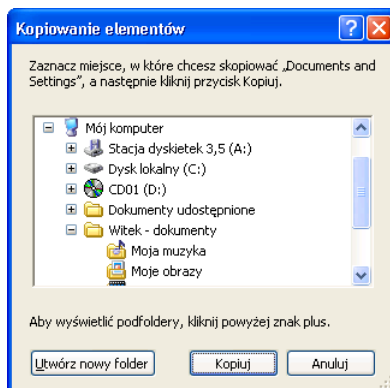 Kopiowanie elementów
Zaznacz miejsce, w które chcesz skopiować „Documents and
Settings”, a następnie kliknij przycisk Kopiuj.
Mój komputer
Stacja dyskietek 3,5 (A:)
Dysk lokalny (C:)
CD01 (D:)
Dokumenty udostępnione
Witek - dokumenty
Moja muzyka
Moje obrazy
Aby wyświetlić podfoldery, kliknij powyżej znak plus.
Utwórz nowy folder
Kopiuj
Anuluj